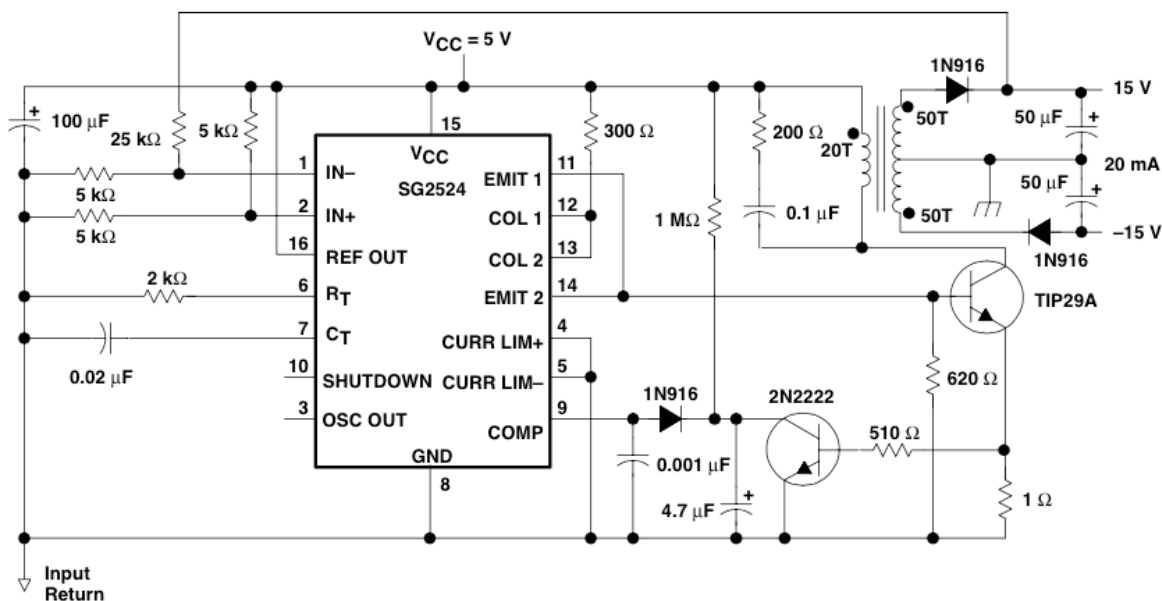 VCC = 5 V
1N916
15 V
100 μF
25 kΩ
5 kΩ
15
VCC
SG2524
300 Ω
200 Ω
20T
50T
50 μF
20 mA
50 μF
50T
–15 V
1N916
5 kΩ
5 kΩ
1
IN–
2
IN+
16
REF OUT
2 kΩ
6
RT
7
CT
0.02 μF
10
SHUTDOWN
3
OSC OUT
GND
8
11
EMIT 1
12
COL 1
13
COL 2
14
EMIT 2
4
CURR LIM+
5
CURR LIM–
9
COMP
1 MΩ
0.1 μF
TIP29A
1N916
2N2222
620 Ω
510 Ω
0.001 μF
4.7 μF
1 Ω
+
+
+
+
Input
Return